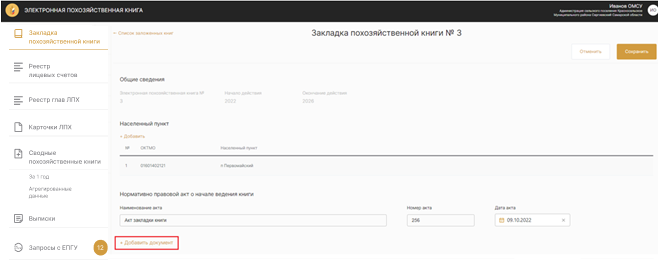 ЭЛЕКТРОННАЯ ПОХОЗЯЙСТВЕННАЯ КНИГА
Иванов ОМСУ
Администрация сельского поселения
Муниципального района Сергиевский Самарской области
ИО
Закладка
похозяйственной книги
Реестр
лицевых счетов
Реестр глав ЛПХ
Карточки ЛПХ
Сводные
похозяйственные книги
За 1 год
Агрегированные
данные
Выписки
Запросы с ЕПГУ
12
← Список заложенных книг
Закладка похозяйственной книги № 3
Отменить
Сохранить
Общие сведения
Электронная похозяйственная книга №
Начало действия
Окончание действия
3
2022
2026
Населенный пункт
+ Добавить
№
ОКТМО
Населенный пункт
1
п Первомайский
Нормативно правовой акт о начале ведения книги
Наименование акта
Номер акта
Дата акта
Акт закладки книги
256
09.10.2022
×
+ Добавить документ